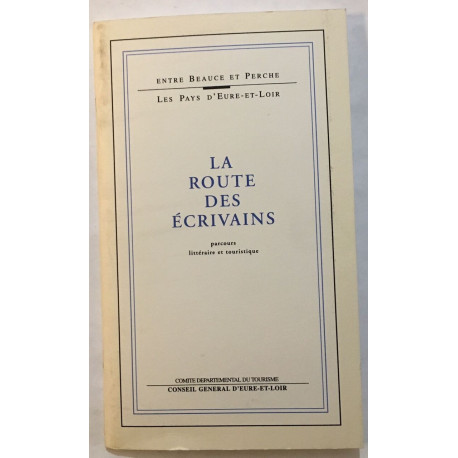 ENTRE BEAUCE ET PERCHE
LES PAYS D'EURE-ET-LOIR
LA
ROUTE
DES
ÉCRIVAINS
parcours
littéraire et touristique
COMITE DEPARTEMENTAL DU TOURISME
CONSEIL GENERAL D'EURE-ET-LOIR